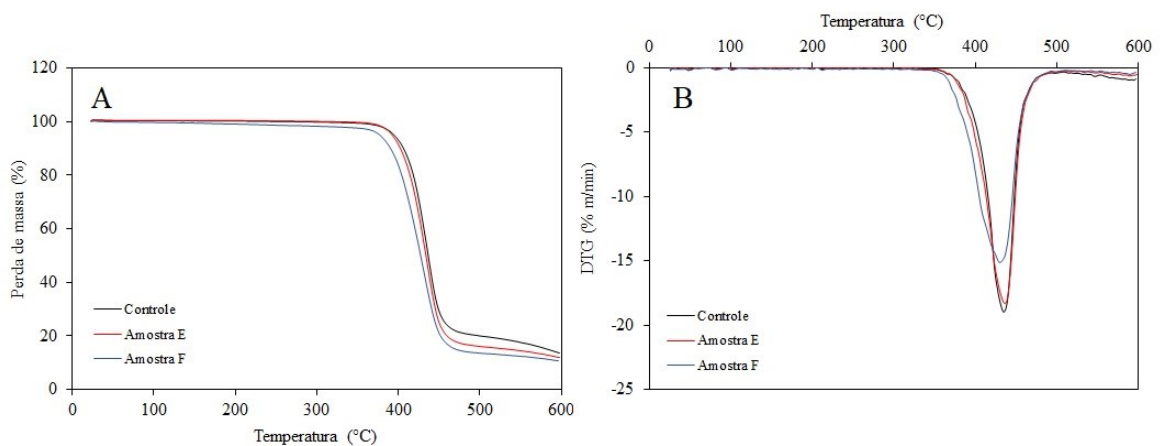 A
Perda de massa (%)
120
100
80
60
40
20
0
Controle
Amostra E
Amostra F
0 100 200 300 400 500 600
Temperatura (°C)
Temperatura (°C)
0 100 200 300 400 500 600
B
DTG (% m/min)
0
-5
-10
-15
-20
-25
Controle
Amostra E
Amostra F